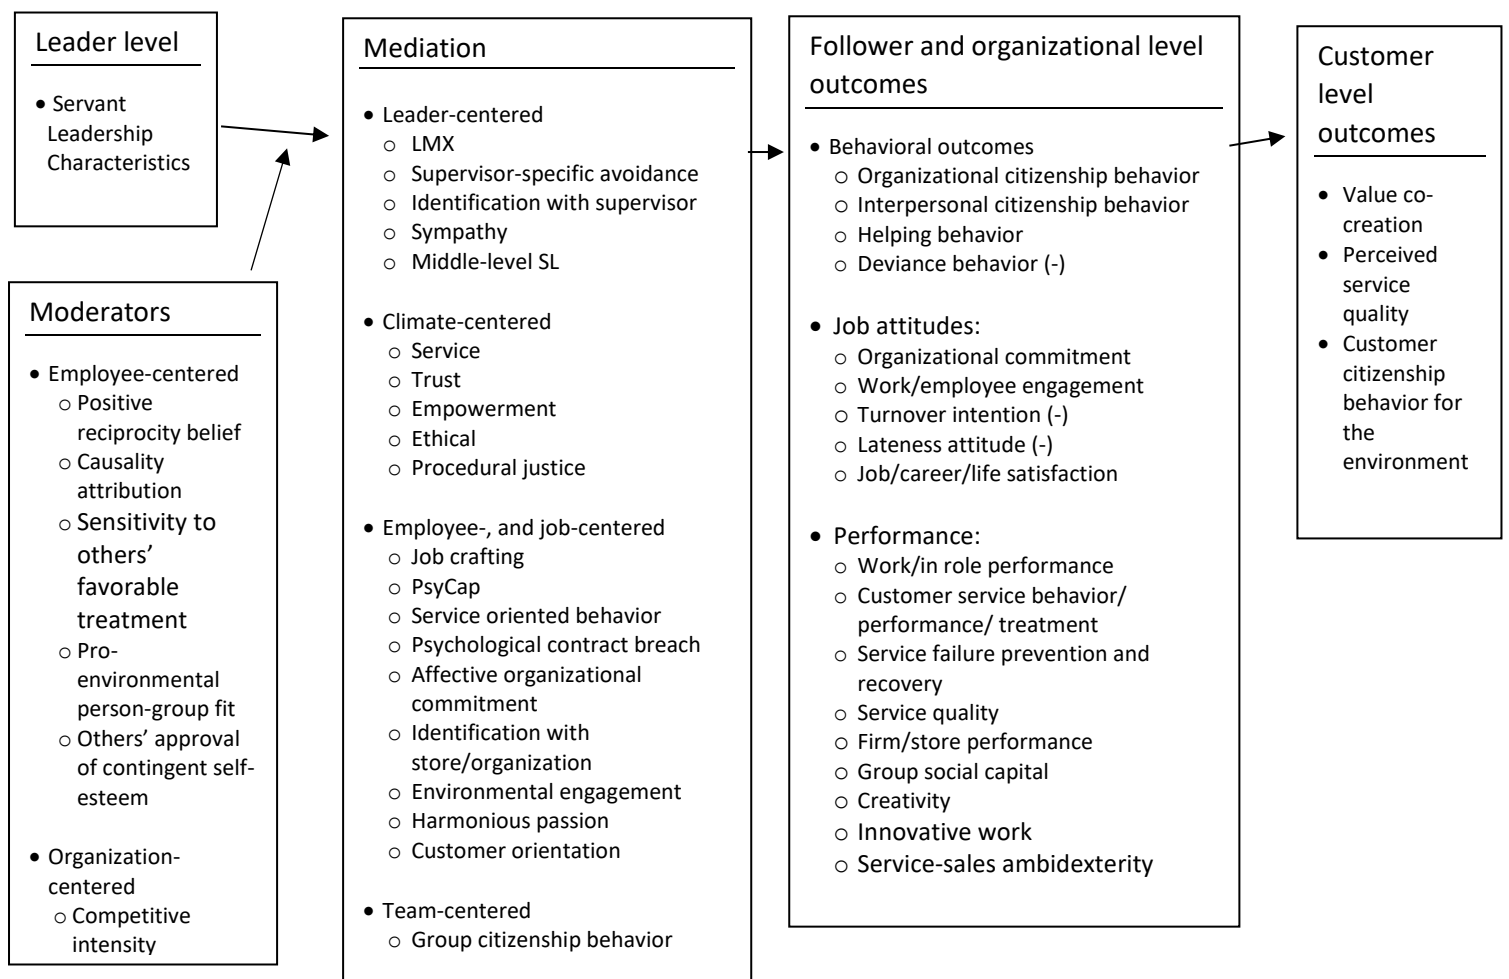 Leader level
• Servant
Leadership
Characteristics
Moderators
• Employee-centered
o Positive
reciprocity belief
o Causality
attribution
o Sensitivity to
others’
favorable
treatment
o Pro-
environmental
person-group fit
o Others’ approval
of contingent self-
esteem
• Organization-
centered
o Competitive
intensity
Mediation
• Leader-centered
o LMX
o Supervisor-specific avoidance
o Identification with supervisor
o Sympathy
o Middle-level SL
• Climate-centered
o Service
o Trust
o Empowerment
o Ethical
o Procedural justice
• Employee-, and job-centered
o Job crafting
o PsyCap
o Service oriented behavior
o Psychological contract breach
o Affective organizational
commitment
o Identification with
store/organization
o Environmental engagement
o Harmonious passion
o Customer orientation
• Team-centered
o Group citizenship behavior
Follower and organizational level
outcomes
• Behavioral outcomes
o Organizational citizenship behavior
o Interpersonal citizenship behavior
o Helping behavior
o Deviance behavior (-)
• Job attitudes:
o Organizational commitment
o Work/employee engagement
o Turnover intention (-)
o Lateness attitude (-)
o Job/career/life satisfaction
• Performance:
o Work/in role performance
o Customer service behavior/
performance/ treatment
o Service failure prevention and
recovery
o Service quality
o Firm/store performance
o Group social capital
o Creativity
o Innovative work
o Service-sales ambidexterity
Customer
level
outcomes
• Value co-
creation
• Perceived
service
quality
• Customer
citizenship
behavior for
the
environment